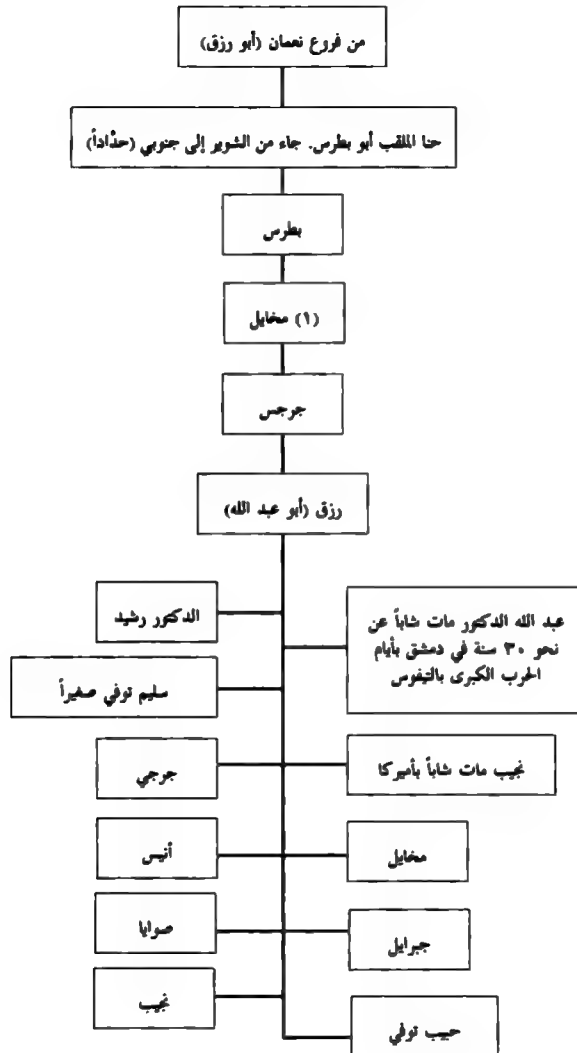 من فروع نعمان (أبو رزق)
حنا الملقب أبو بطرس. جاء من الشوير إلى جنوبي (حدّاداً)
بطرس
(١) مخايل
جرجس
رزق (أبو عبد الله)
عبد الله الدكتور مات شاباً عن
نحو ٣٠ سنة في دمشق بأيام
الحرب الكبرى بالتيفوس
الدكتور رشيد
سليم توفي صغيراً
نجيب مات شاباً بأميركا
جرجي
مخايل
أنيس
جبرايل
صوايا
نجيب
حبيب توفي